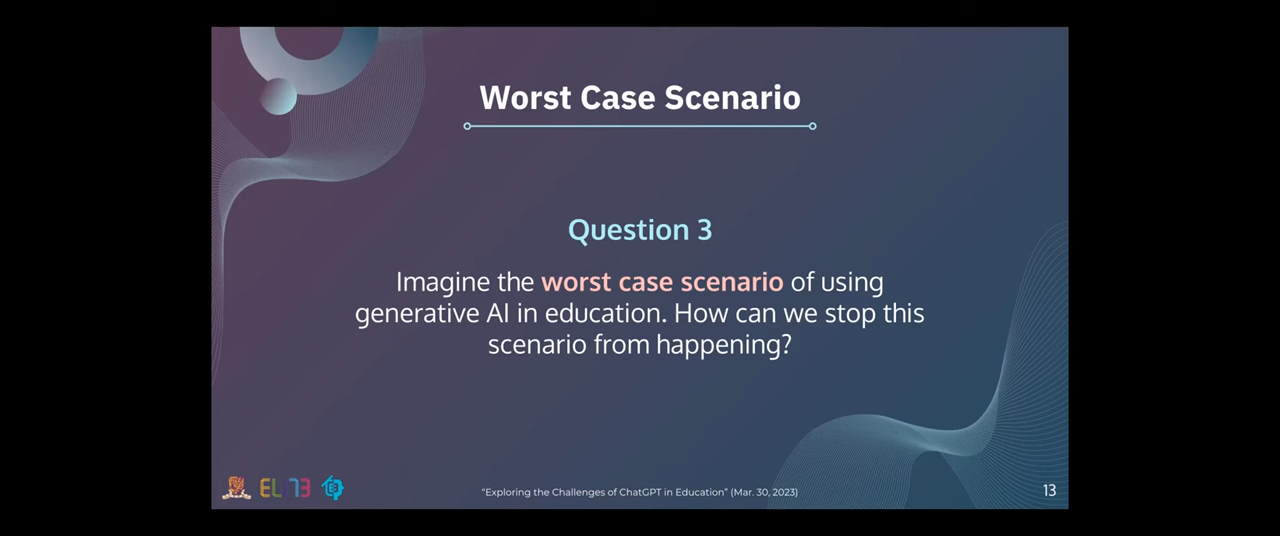 Worst Case Scenario
Question 3
Imagine the worst case scenario of using
generative AI in education. How can we stop this
scenario from happening?
"Exploring the Challenges of ChatGPT in Education" (Mar. 30, 2023)
13